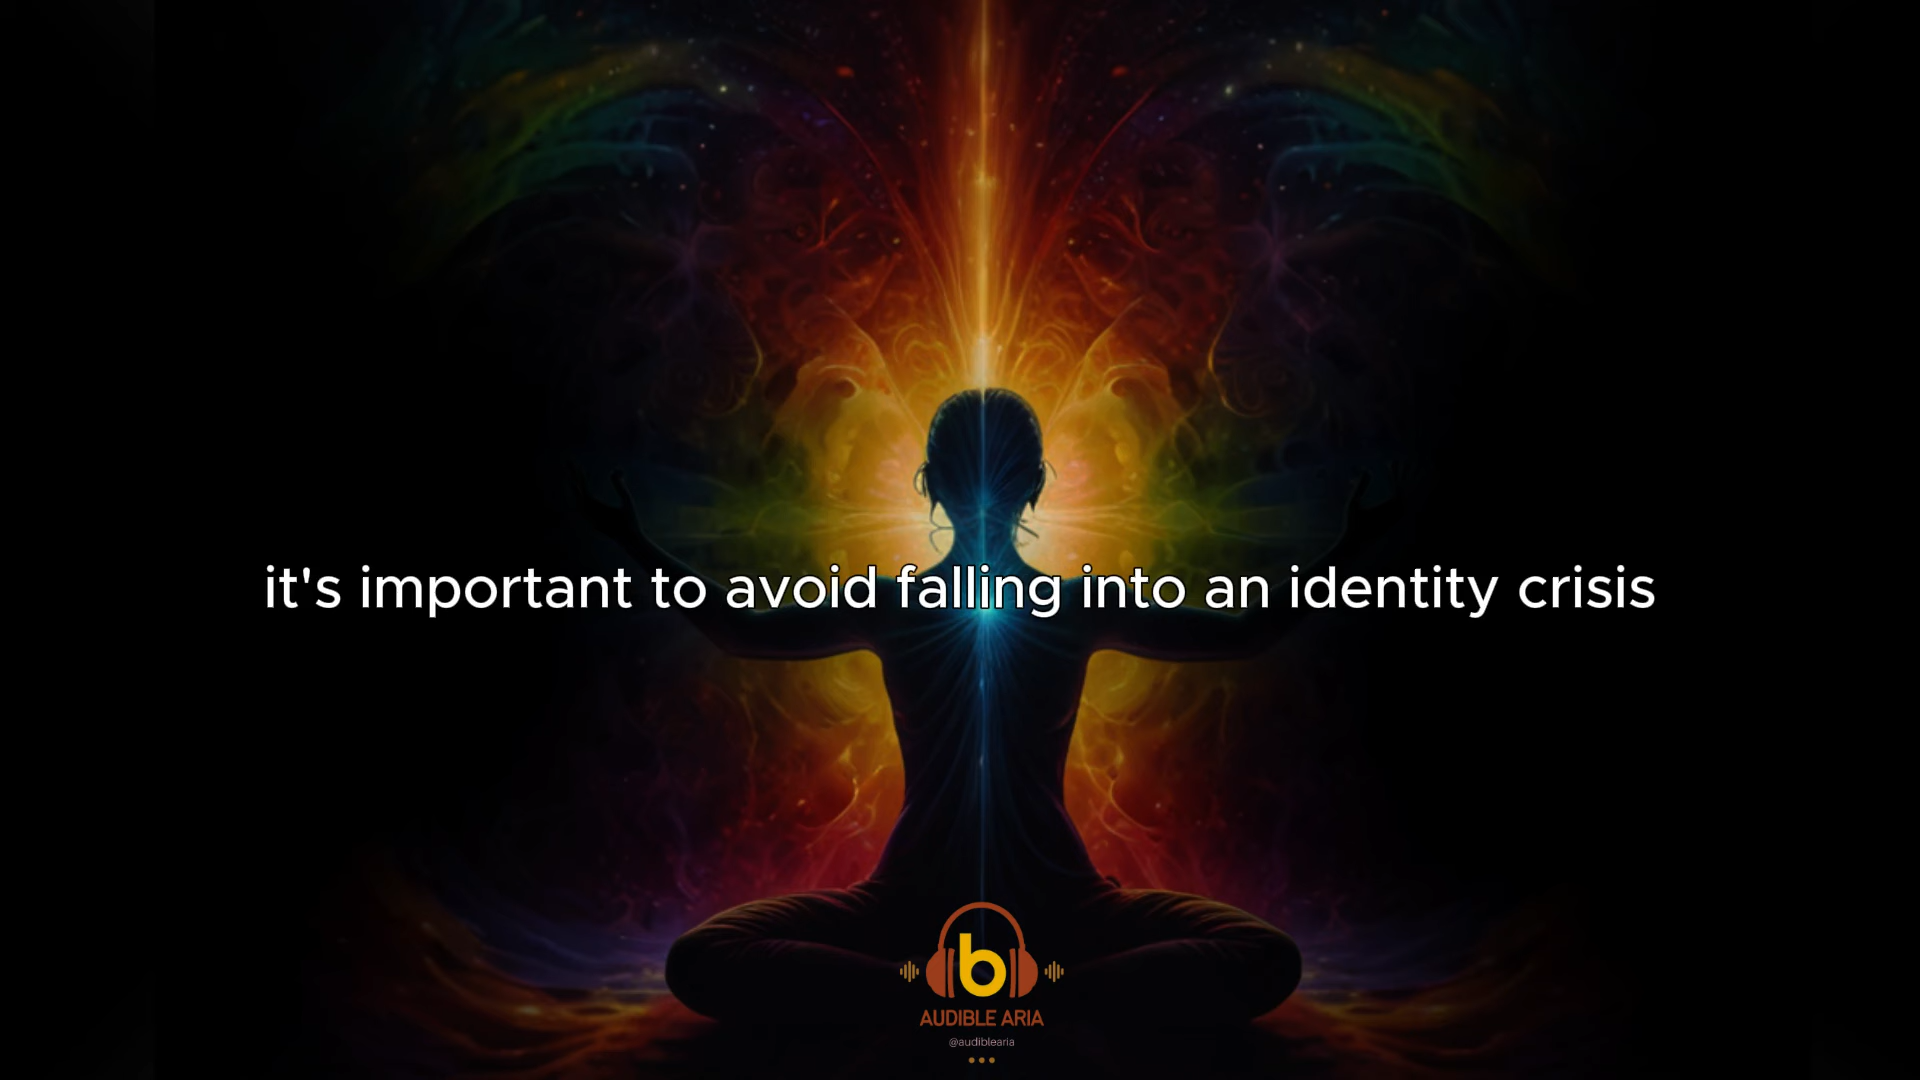 it's important to avoid falling into an identity crisis
b
AUDIBLE ARIA
@audiblearia